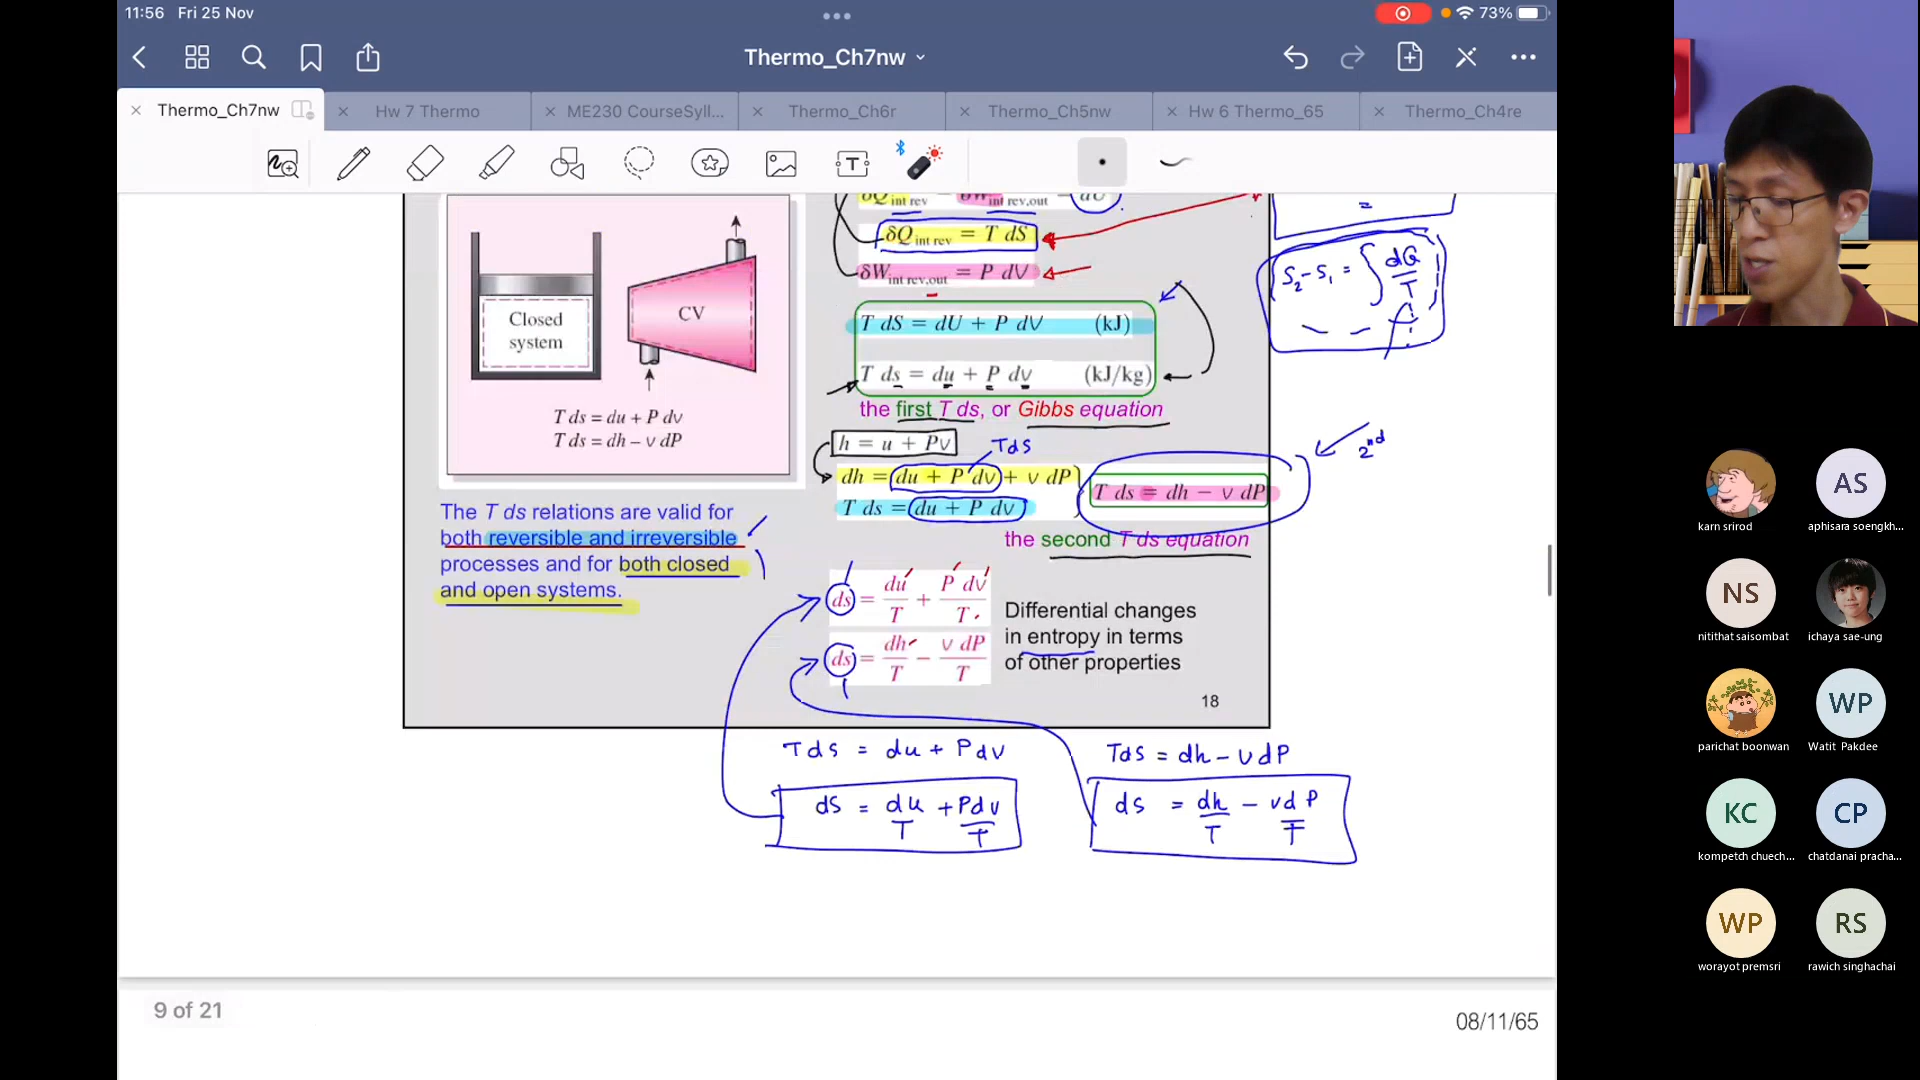 11:56 Fri 25 Nov
73%
Thermo_Ch7nw
Thermo_Ch7nw
Hw 7 Thermo
ME230 CourseSyll...
Thermo_Ch6r
Thermo_Ch5nw
Hw 6 Thermo_65
Thermo_Ch4re
δQ int rev = T dS
δW int rev,out = P dV
S₂-S₁ = ∫ dQ/T
Closed system
CV
T ds = du + P dv
T ds = dh − v dP
T dS = dU + P dV (kJ)
T ds = du + P dv (kJ/kg)
the first T ds, or Gibbs equation
h = u + Pv
Tds
dh = du + P dv + v dP
T ds = du + P dv
T ds = dh − v dP
2nd
the second T ds equation
The T ds relations are valid for
both reversible and irreversible
processes and for both closed
and open systems.
ds = du/T + P dv/T
ds = dh/T − v dP/T
Differential changes
in entropy in terms
of other properties
18
Tds = du + Pdv
ds = du/T + Pdv/T
Tds = dh − vdP
ds = dh/T − vdP/T
9 of 21
08/11/65
karn srirod
AS
aphisara soengkh...
NS
nitithat saisombat
ichaya sae-ung
parichat boonwan
WP
Watit Pakdee
KC
kompetch chuech...
CP
chatdanai pracha...
WP
worayot premsri
RS
rawich singhachai